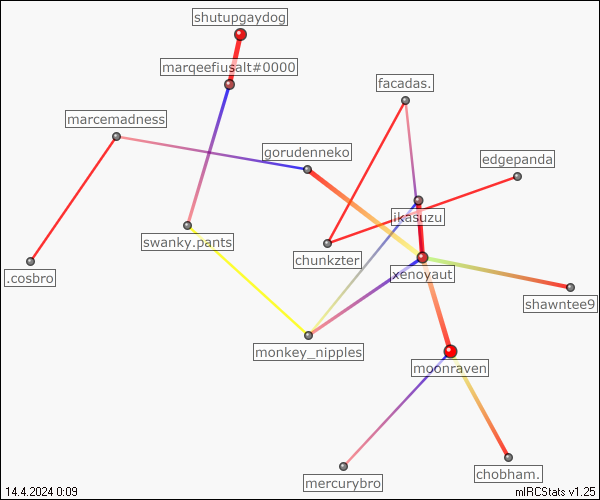 shutupgaydog
marqeefiusalt#0000
facadas.
marcemadness
gorudenneko
edgepanda
ikasuzu
swanky.pants
chunkzter
xenoyaut
.cosbro
shawntee9
monkey_nipples
moonraven
chobham.
mercurybro
14.4.2024 0:09
mIRCStats v1.25